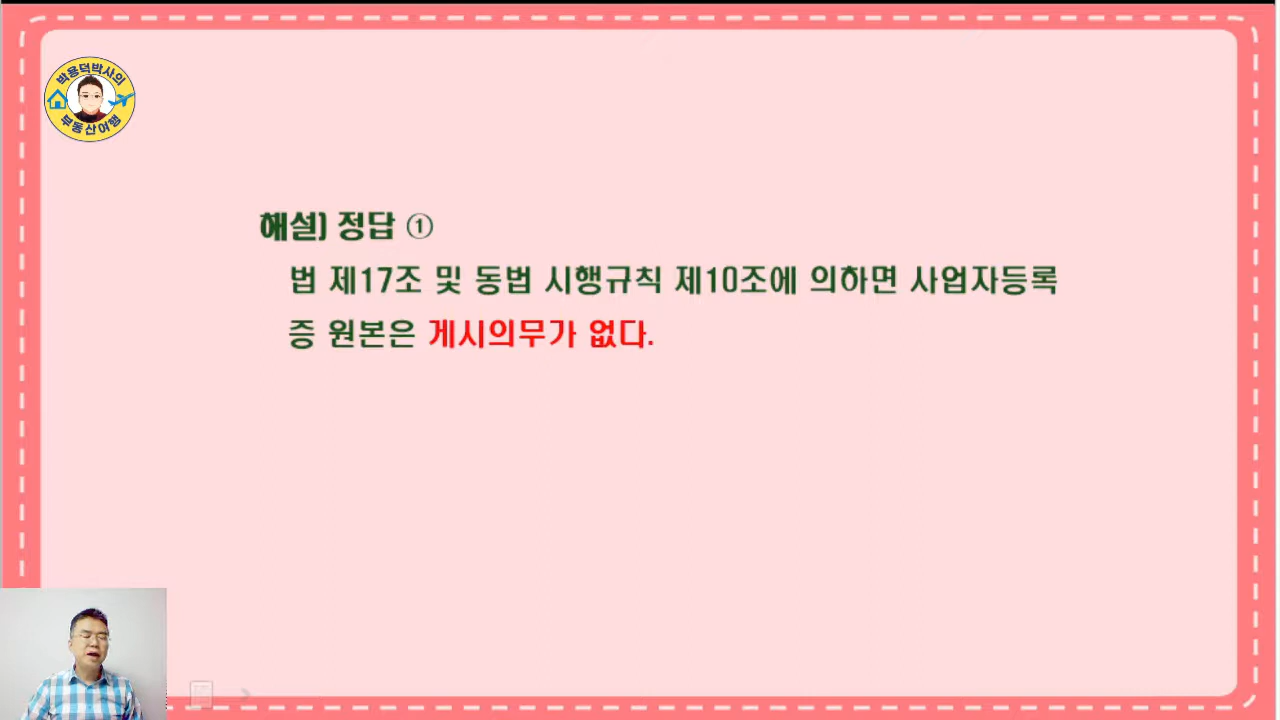 박용덕박사의
부동산여행
해설) 정답 ①
법 제17조 및 동법 시행규칙 제10조에 의하면 사업자등록
증 원본은 게시의무가 없다.